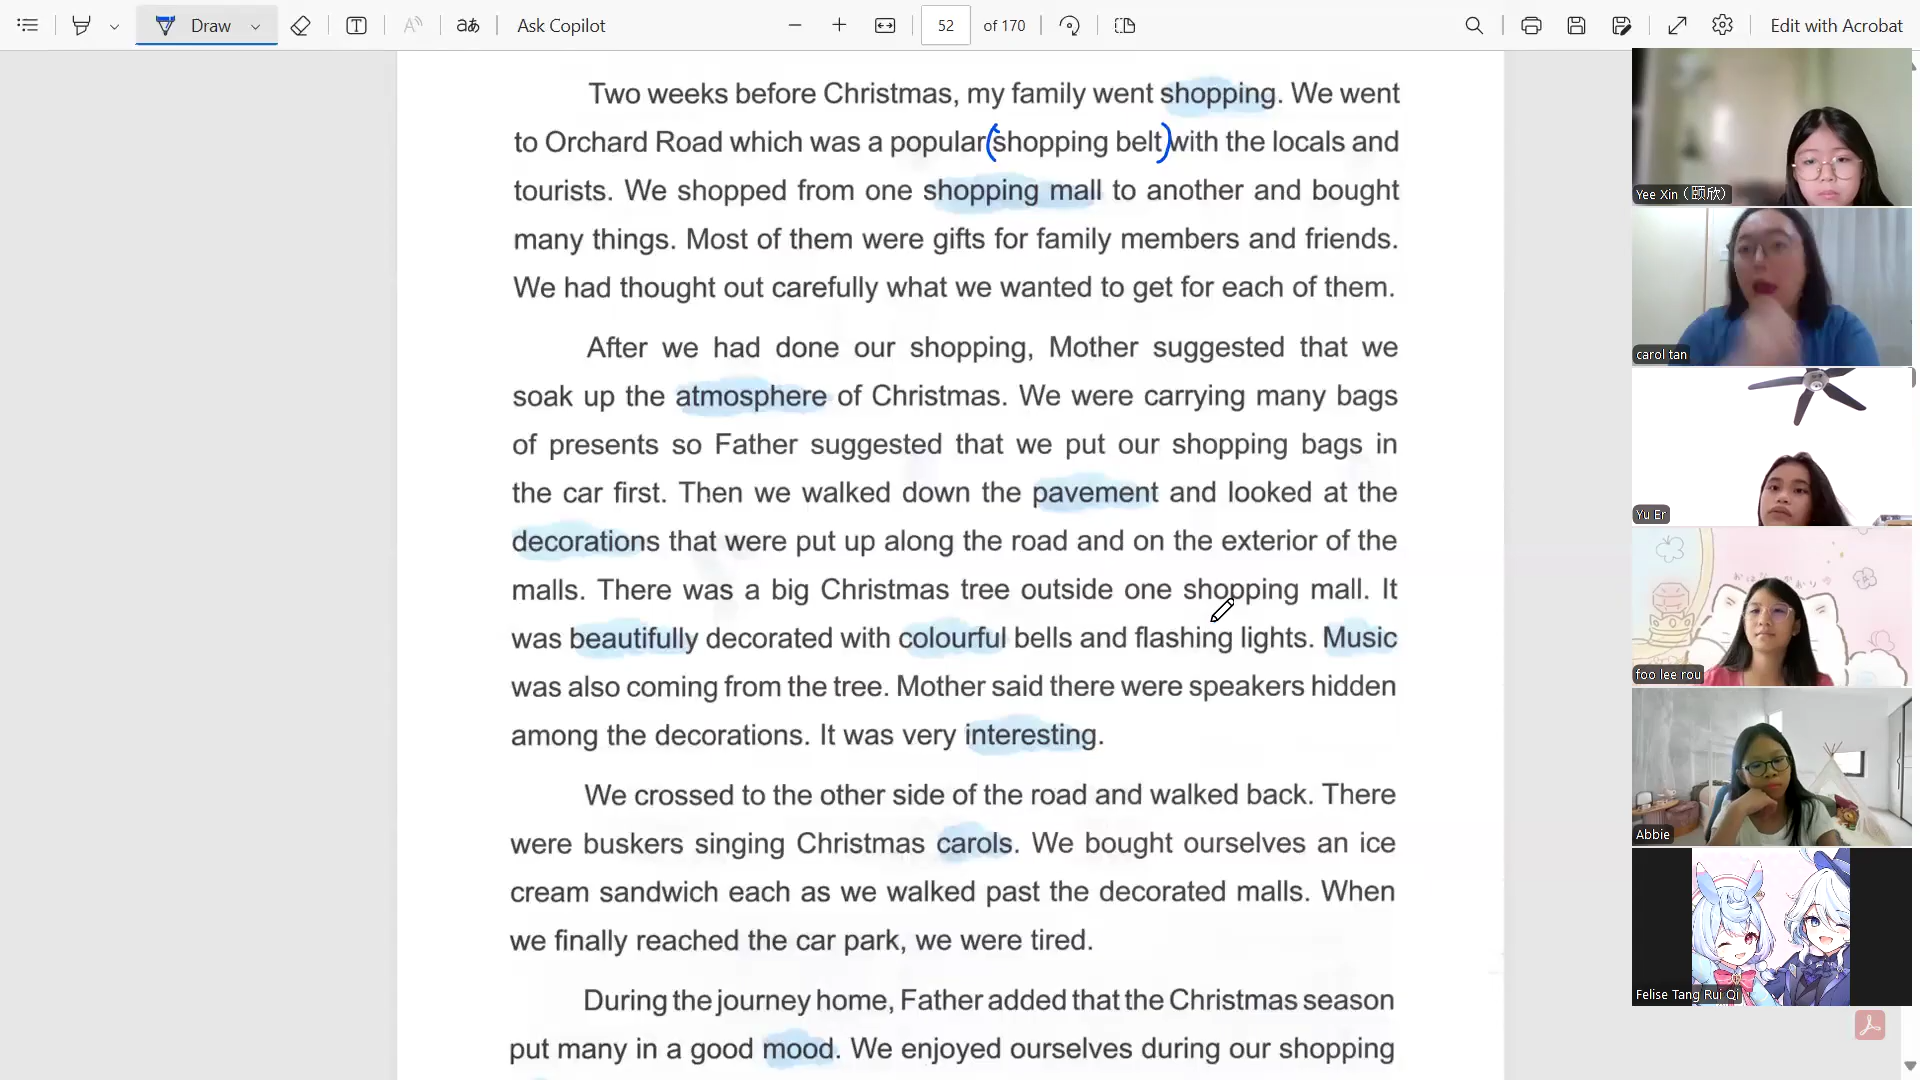 Draw
T
A
aあ
Ask Copilot
52
of 170
Edit with Acrobat
Two weeks before Christmas, my family went shopping. We went
to Orchard Road which was a popular (shopping belt) with the locals and
tourists. We shopped from one shopping mall to another and bought
many things. Most of them were gifts for family members and friends.
We had thought out carefully what we wanted to get for each of them.
After we had done our shopping, Mother suggested that we
soak up the atmosphere of Christmas. We were carrying many bags
of presents so Father suggested that we put our shopping bags in
the car first. Then we walked down the pavement and looked at the
decorations that were put up along the road and on the exterior of the
malls. There was a big Christmas tree outside one shopping mall. It
was beautifully decorated with colourful bells and flashing lights. Music
was also coming from the tree. Mother said there were speakers hidden
among the decorations. It was very interesting.
We crossed to the other side of the road and walked back. There
were buskers singing Christmas carols. We bought ourselves an ice
cream sandwich each as we walked past the decorated malls. When
we finally reached the car park, we were tired.
During the journey home, Father added that the Christmas season
put many in a good mood. We enjoyed ourselves during our shopping
Yee Xin (颐欣)
carol tan
Yu Er
foo lee rou
Abbie
Felise Tang Rui Qi